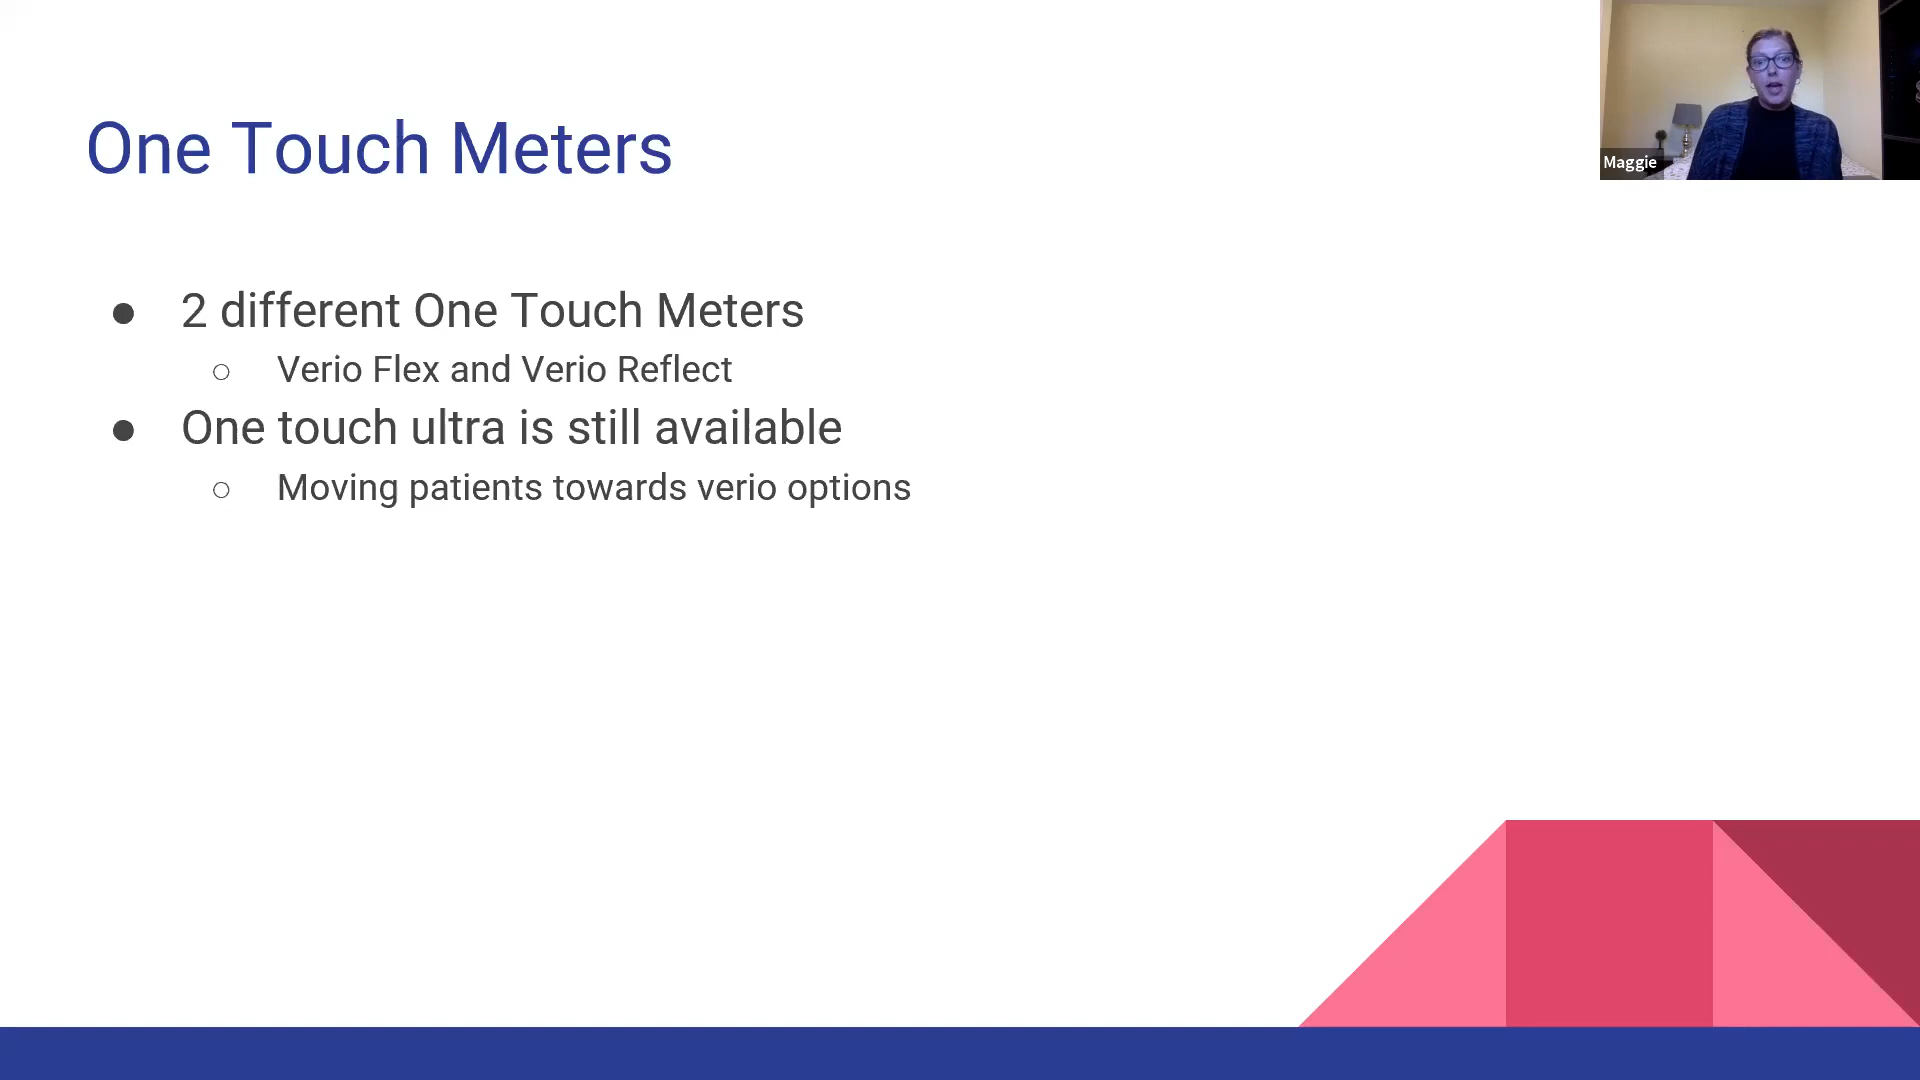 One Touch Meters
Maggie
● 2 different One Touch Meters
○ Verio Flex and Verio Reflect
● One touch ultra is still available
○ Moving patients towards verio options